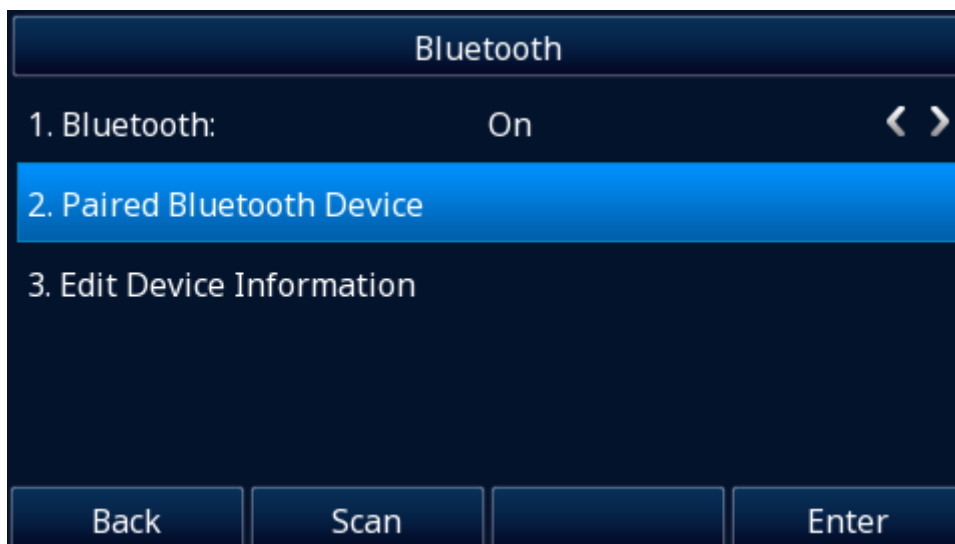 Bluetooth
1. Bluetooth: On
2. Paired Bluetooth Device
3. Edit Device Information
Back Scan Enter